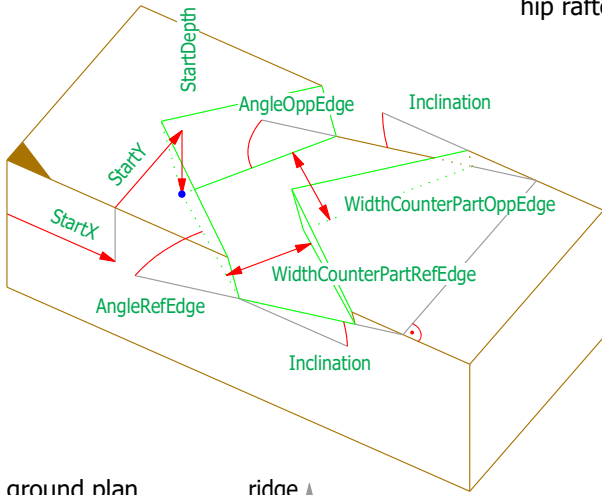 hip rafte
StartDepth
AngleOppEdge
Inclination
StartY
StartX
WidthCounterPartOppEdge
WidthCounterPartRefEdge
AngleRefEdge
Inclination
ground plan
ridge